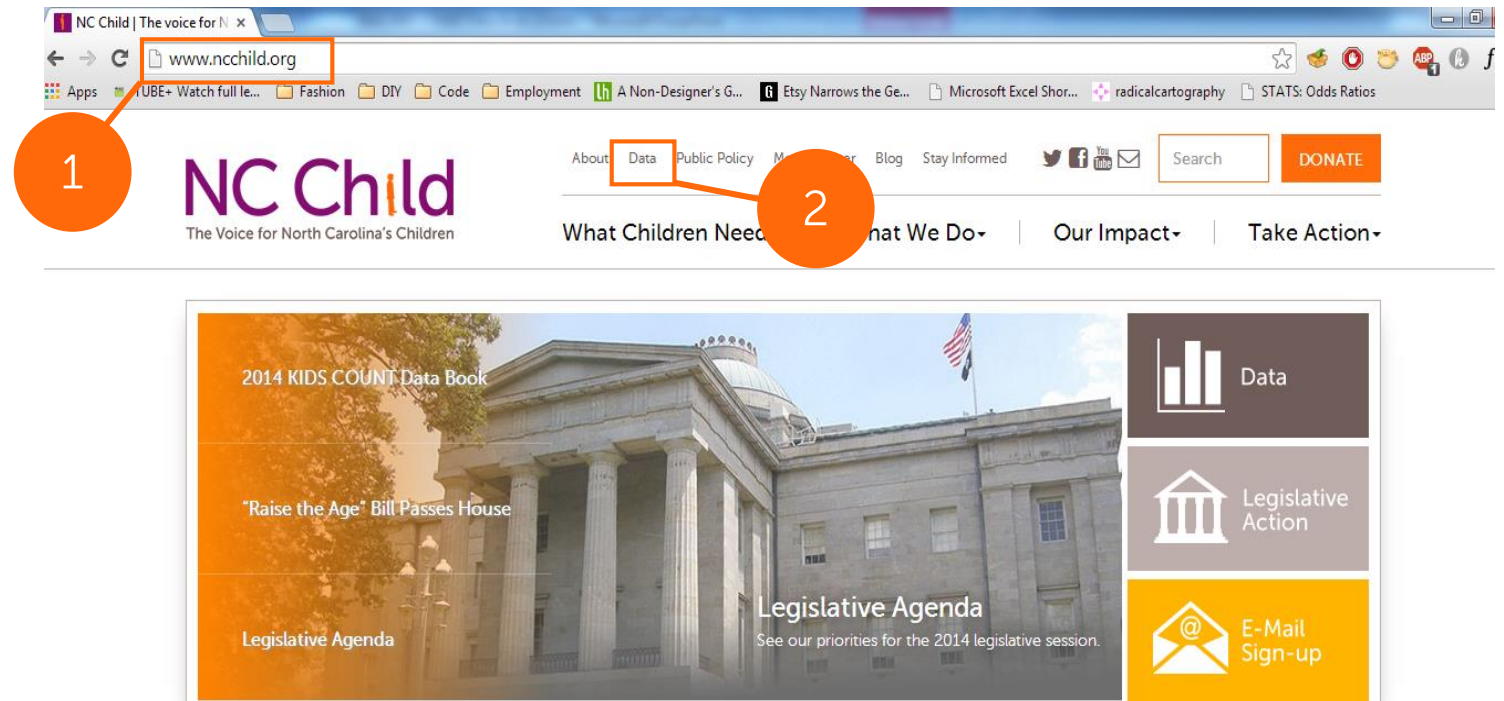 NC Child | The voice for N
www.ncchild.org
Apps
TUBE+ Watch full le...
Fashion
DIY
Code
Employment
A Non-Designer's G...
Etsy Narrows the Ge...
Microsoft Excel Shor...
radicalcartography
STATS: Odds Ratios
ABP
1
1
NC Child
The Voice for North Carolina's Children
About Data Public Policy Blog Stay Informed
You Tube
Search
DONATE
2
What Children Need We Do Our Impact Take Action
2014 KIDS COUNT Data Book
"Raise the Age" Bill Passes House
Legislative Agenda
Legislative Agenda
See our priorities for the 2014 legislative session.
Data
Legislative
Action
@
E-Mail
Sign-up